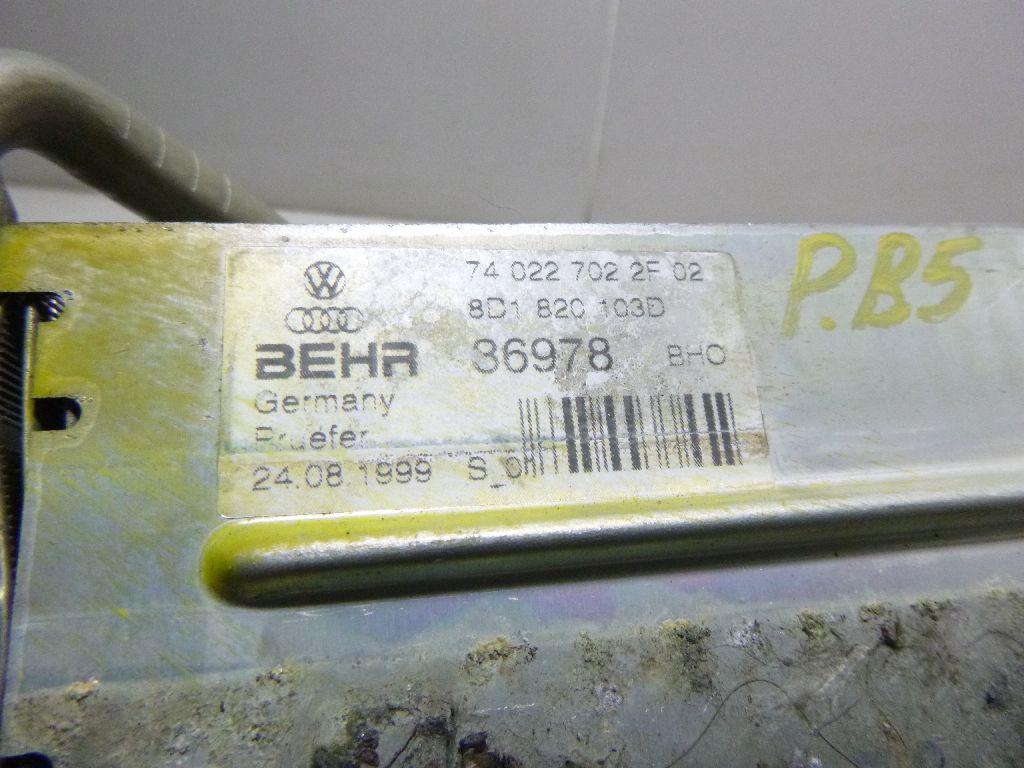 74 022 702 2F 02
8D1 820 103D
BEHR 36978 BHO
Germany
Pruefer
24.08.1999 S_0
P.B5